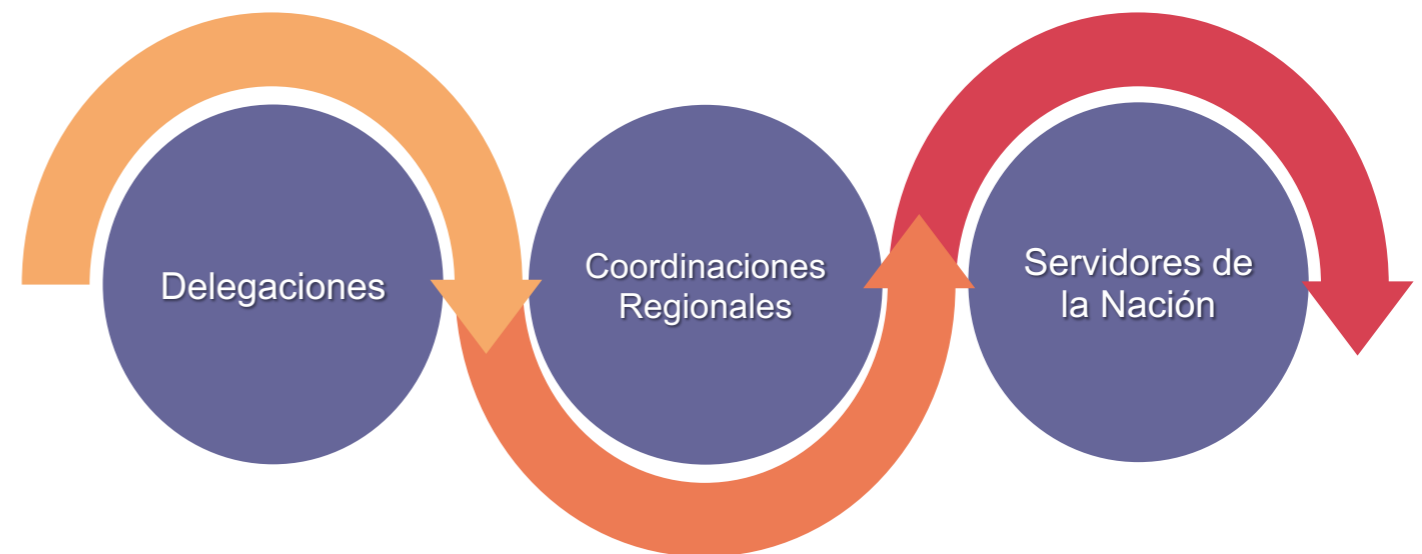 Delegaciones
Coordinaciones
Regionales
Servidores de
la Nación